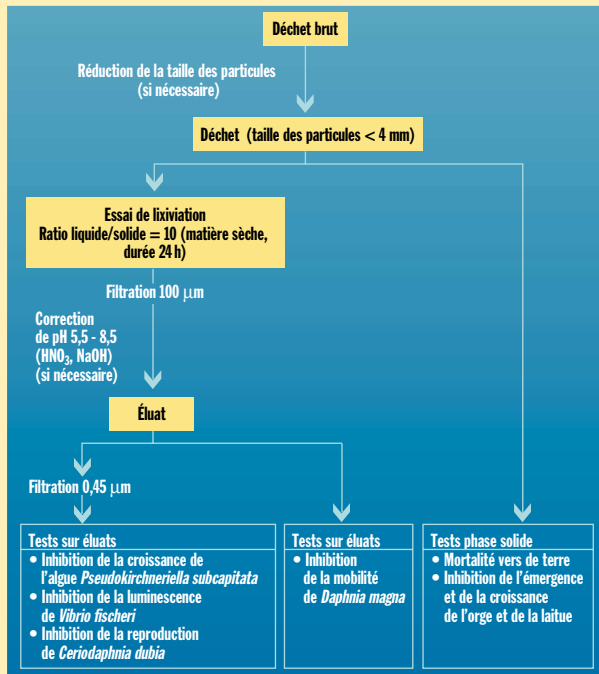 Déchet brut
Réduction de la taille des particules
(si nécessaire)
Déchet (taille des particules < 4 mm)
Essai de lixiviation
Ratio liquide/solide = 10 (matière sèche,
durée 24 h)
Filtration 100 µm
Correction
de pH 5,5 - 8,5
(HNO₃, NaOH)
(si nécessaire)
Éluat
Filtration 0,45 µm
Tests sur éluats
• Inhibition de la croissance de
l'algue Pseudokirchneriella subcapitata
• Inhibition de la luminescence
de Vibrio fischeri
• Inhibition de la reproduction
de Ceriodaphnia dubia
Tests sur éluats
• Inhibition
de la mobilité
de Daphnia magna
Tests phase solide
• Mortalité vers de terre
• Inhibition de l'émergence
et de la croissance
de l'orge et de la laitue